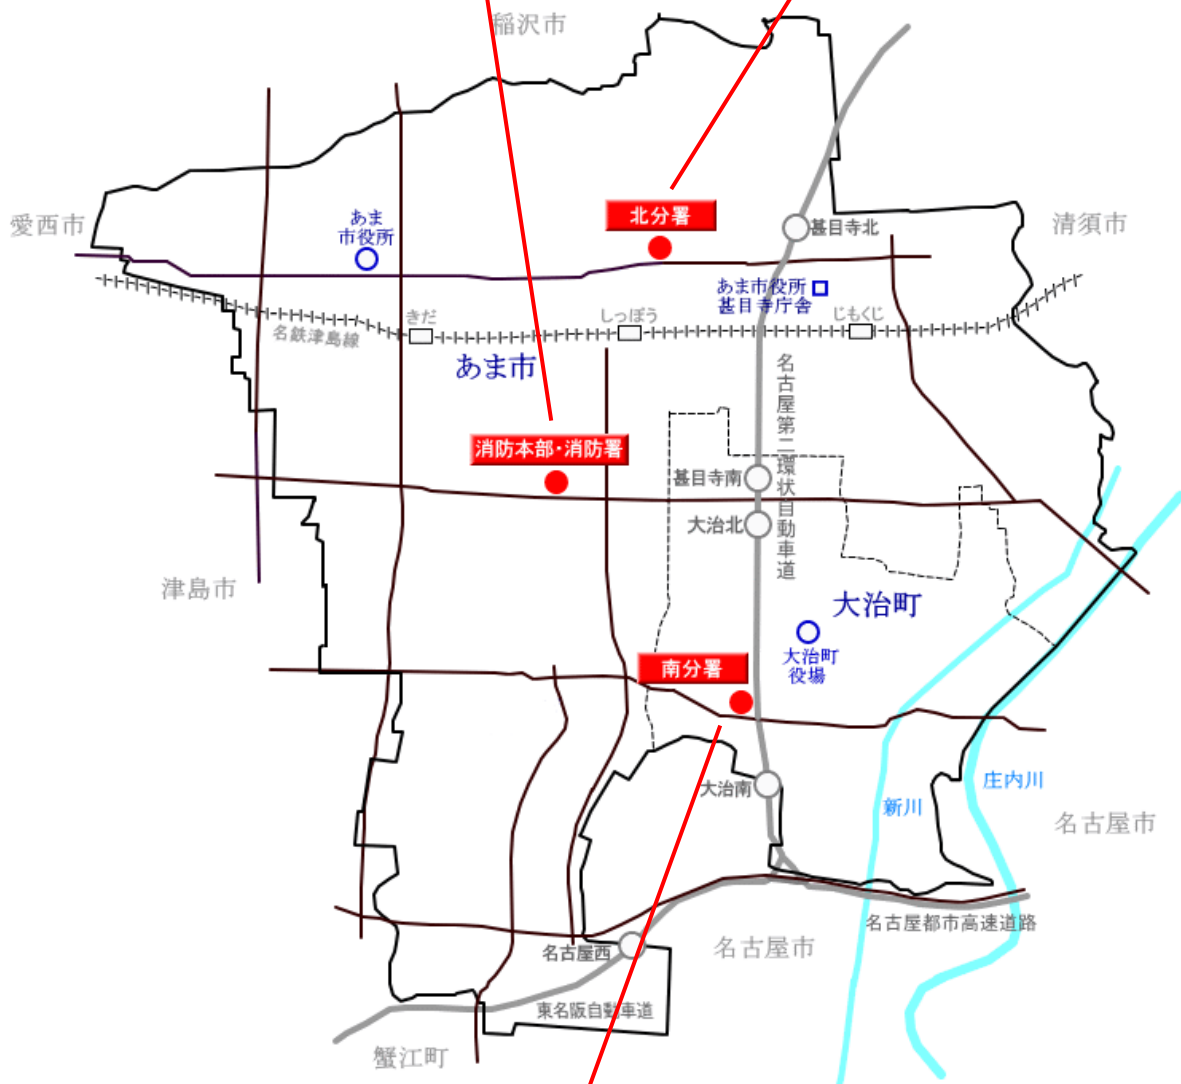 稲沢市
愛西市
あま
市役所
北分署
甚目寺北
清須市
あま市役所
甚目寺庁舎
名鉄津島線
きだ
しっぽう
じもくじ
あま市
名古屋第二環状自動車道
消防本部・消防署
甚目寺南
大治北
津島市
大治町
大治町
役場
南分署
大治南
新川
庄内川
名古屋市
名古屋都市高速道路
名古屋西
名古屋市
東名阪自動車道
蟹江町